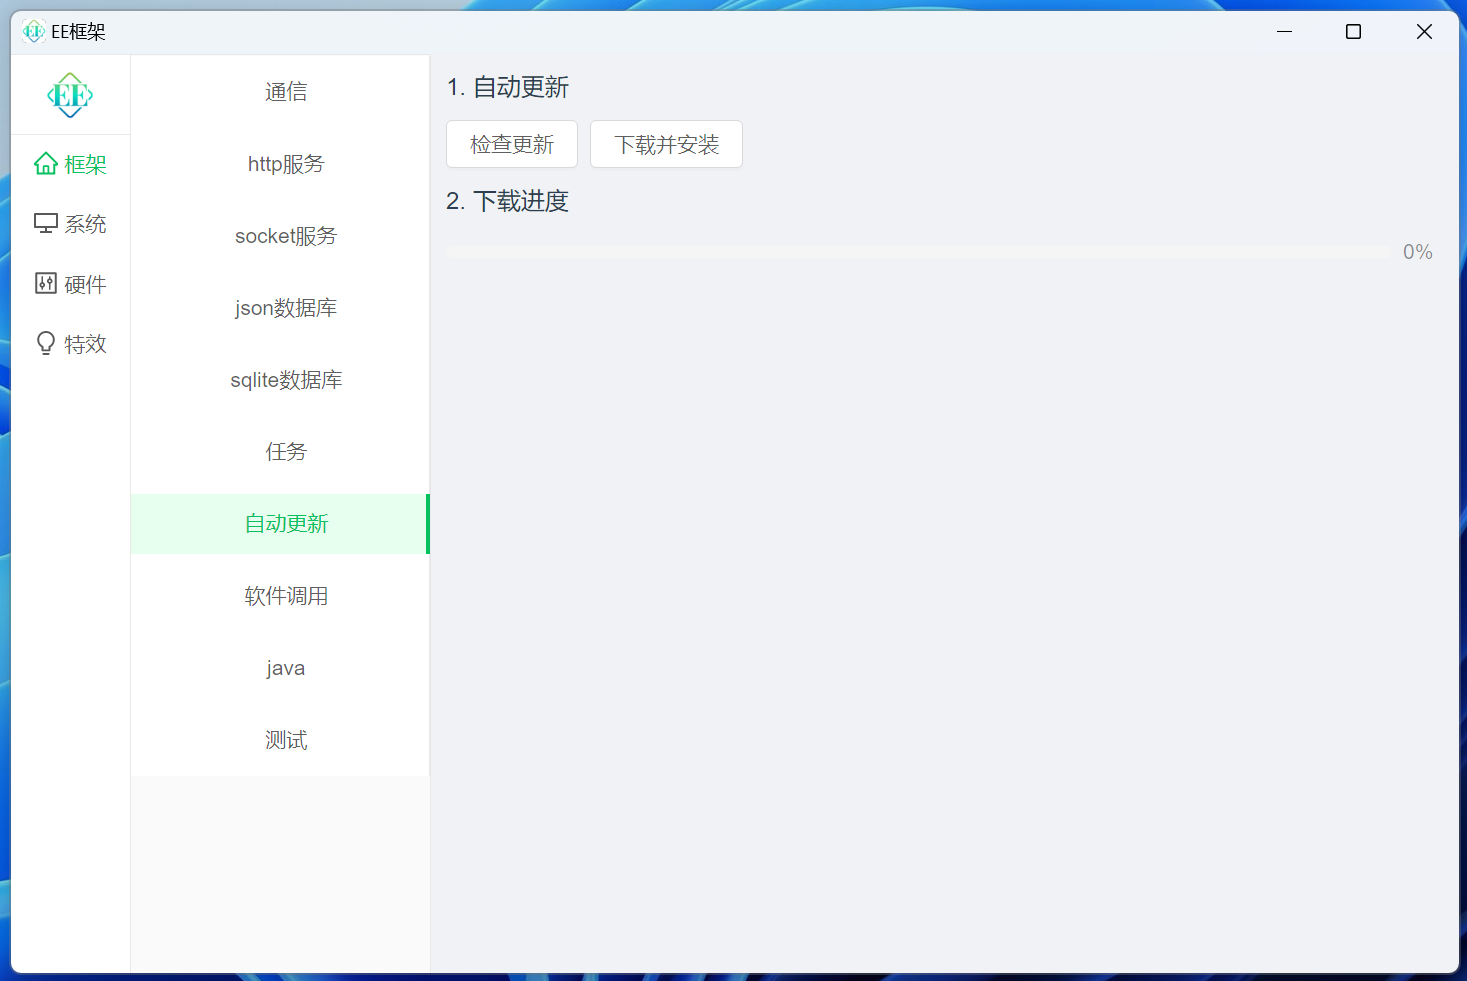 EE框架
EE
框架
系统
硬件
特效
通信
http服务
socket服务
json数据库
sqlite数据库
任务
自动更新
软件调用
java
测试
1. 自动更新
检查更新
下载并安装
2. 下载进度
0%